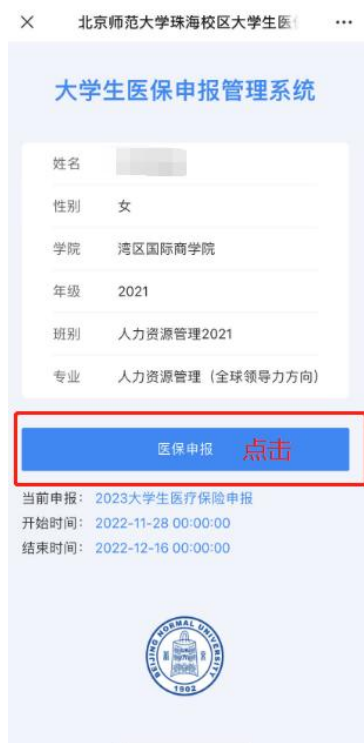 北京师范大学珠海校区大学生医
大学生医保申报管理系统
姓名
性别 女
学院 湾区国际商学院
年级 2021
班别 人力资源管理2021
专业 人力资源管理（全球领导力方向）
医保申报 点击
当前申报： 2023大学生医疗保险申报
开始时间： 2022-11-28 00:00:00
结束时间： 2022-12-16 00:00:00
BEIJING NORMAL UNIVERSITY
1902